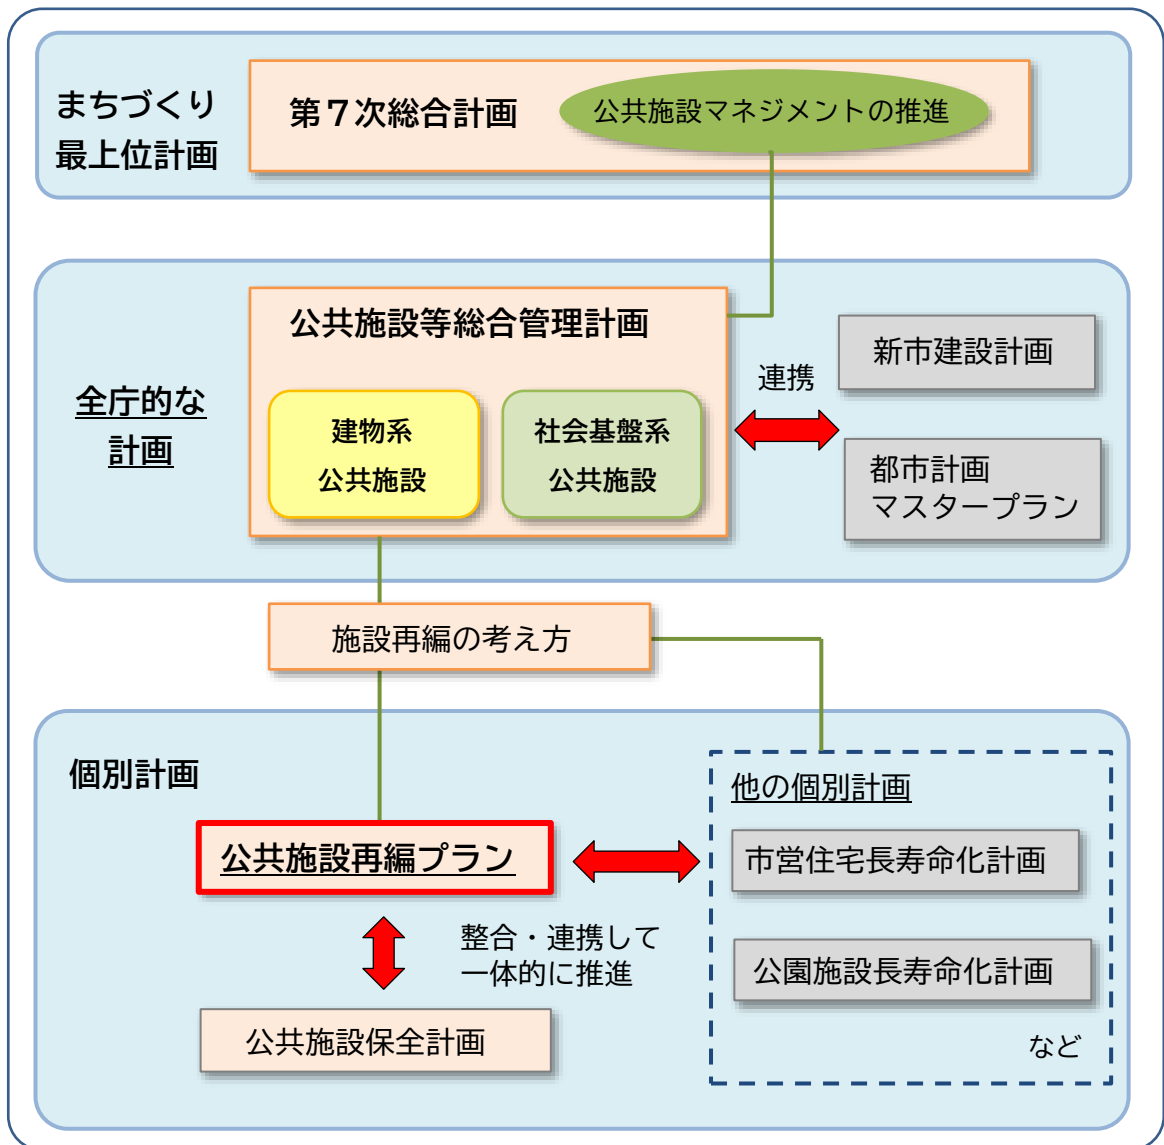 まちづくり
最上位計画
第７次総合計画
公共施設マネジメントの推進
全庁的な
計画
公共施設等総合管理計画
建物系
公共施設
社会基盤系
公共施設
連携
新市建設計画
都市計画
マスタープラン
施設再編の考え方
個別計画
公共施設再編プラン
整合・連携して
一体的に推進
公共施設保全計画
他の個別計画
市営住宅長寿命化計画
公園施設長寿命化計画
など